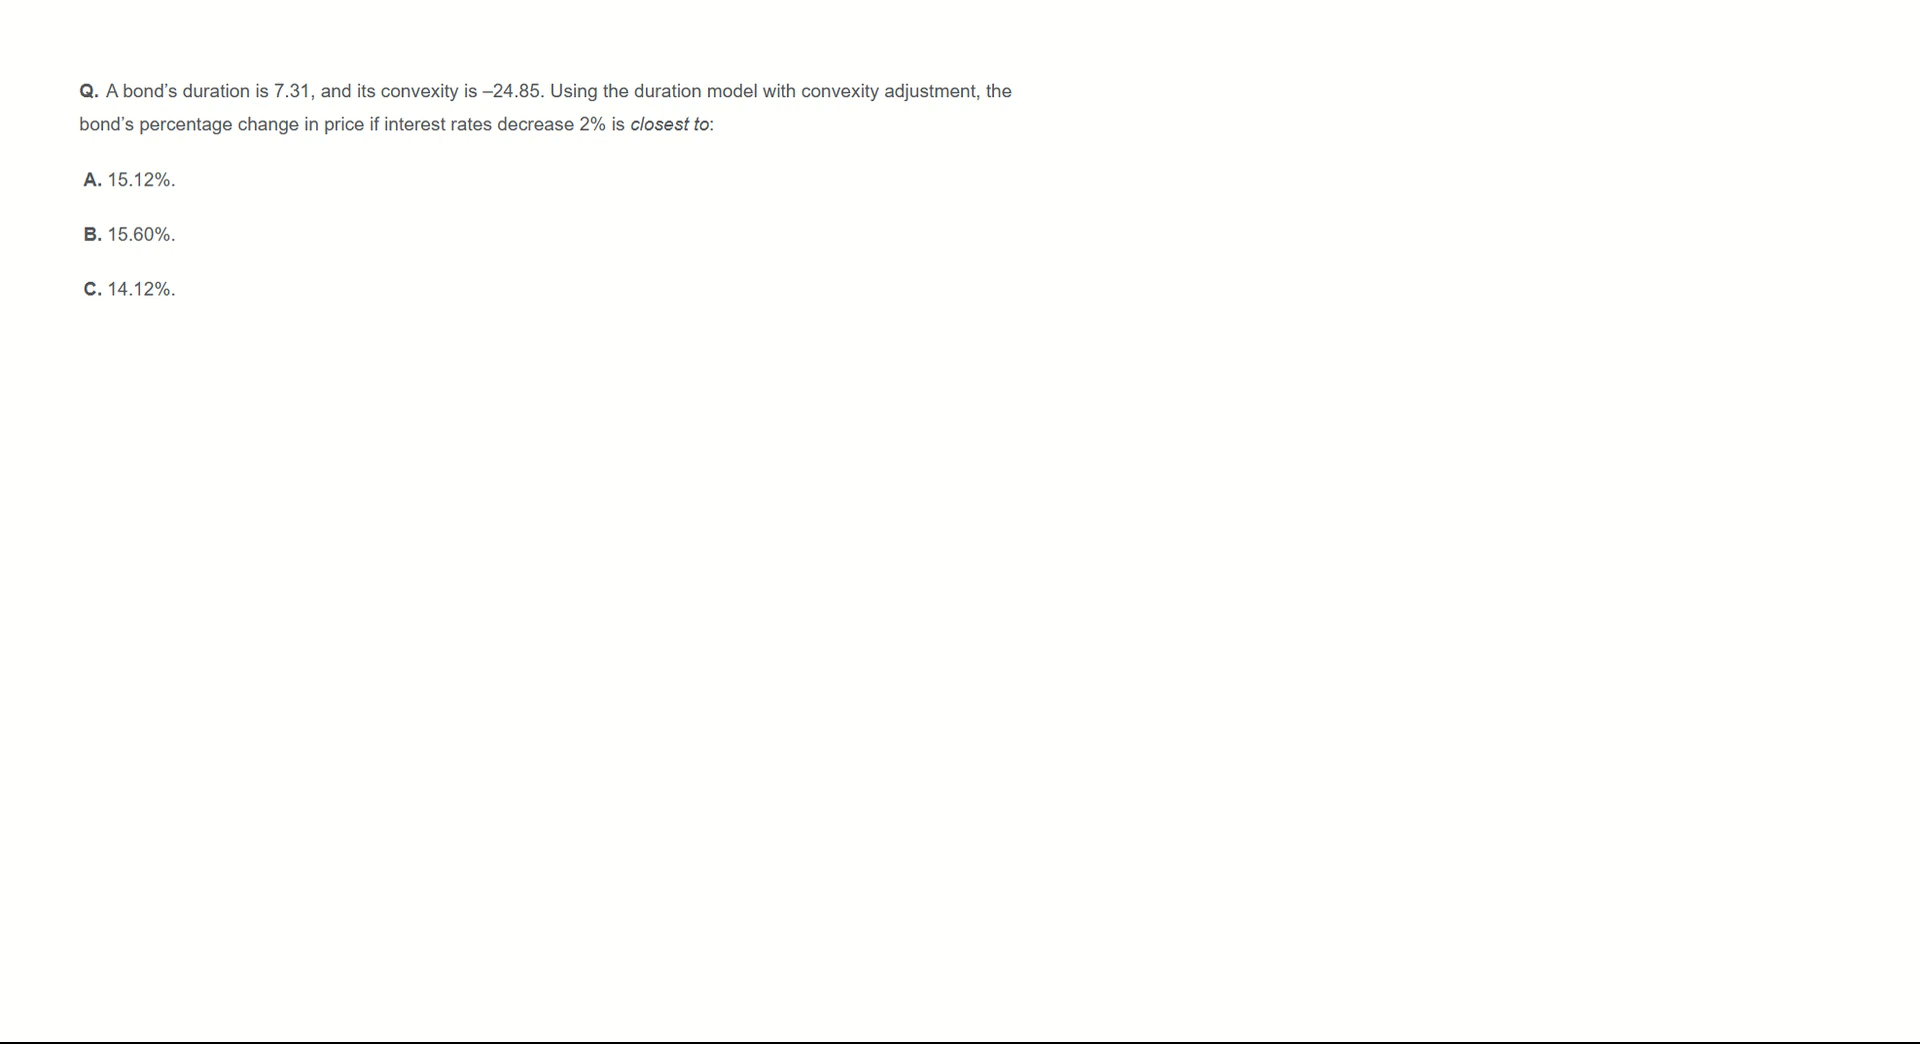 Q. A bond’s duration is 7.31, and its convexity is –24.85. Using the duration model with convexity adjustment, the
bond’s percentage change in price if interest rates decrease 2% is closest to:
A. 15.12%.
B. 15.60%.
C. 14.12%.